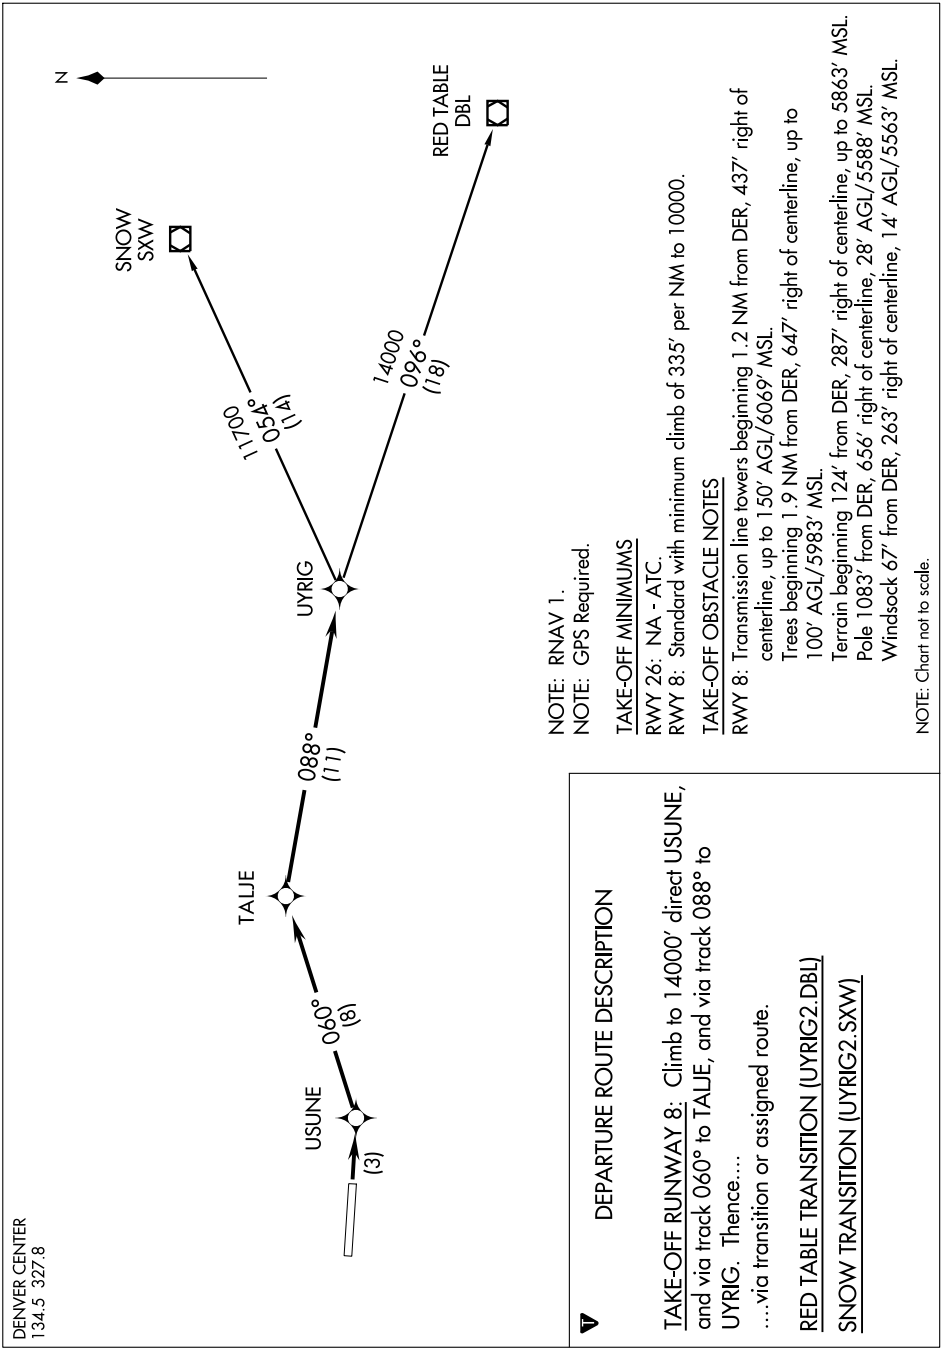 DENVER CENTER
134.5 327.8
N
SNOW
SXW
RED TABLE
DBL
11700
054°
(14)
14000
096°
(18)
UYRIG
088°
(11)
TALJE
060°
(8)
USUNE
(3)
NOTE: RNAV 1.
NOTE: GPS Required.
TAKE-OFF MINIMUMS
RWY 26: NA - ATC.
RWY 8: Standard with minimum climb of 335' per NM to 10000.
TAKE-OFF OBSTACLE NOTES
RWY 8: Transmission line towers beginning 1.2 NM from DER, 437' right of
centerline, up to 150' AGL/6069' MSL.
Trees beginning 1.9 NM from DER, 647' right of centerline, up to
100' AGL/5983' MSL.
Terrain beginning 124' from DER, 287' right of centerline, up to 5863' MSL.
Pole 1083' from DER, 656' right of centerline, 28' AGL/5588' MSL.
Windsock 67' from DER, 263' right of centerline, 14' AGL/5563' MSL.
NOTE: Chart not to scale.
T
DEPARTURE ROUTE DESCRIPTION
TAKE-OFF RUNWAY 8: Climb to 14000' direct USUNE,
and via track 060° to TALJE, and via track 088° to
UYRIG. Thence....
....via transition or assigned route.
RED TABLE TRANSITION (UYRIG2.DBL)
SNOW TRANSITION (UYRIG2.SXW)